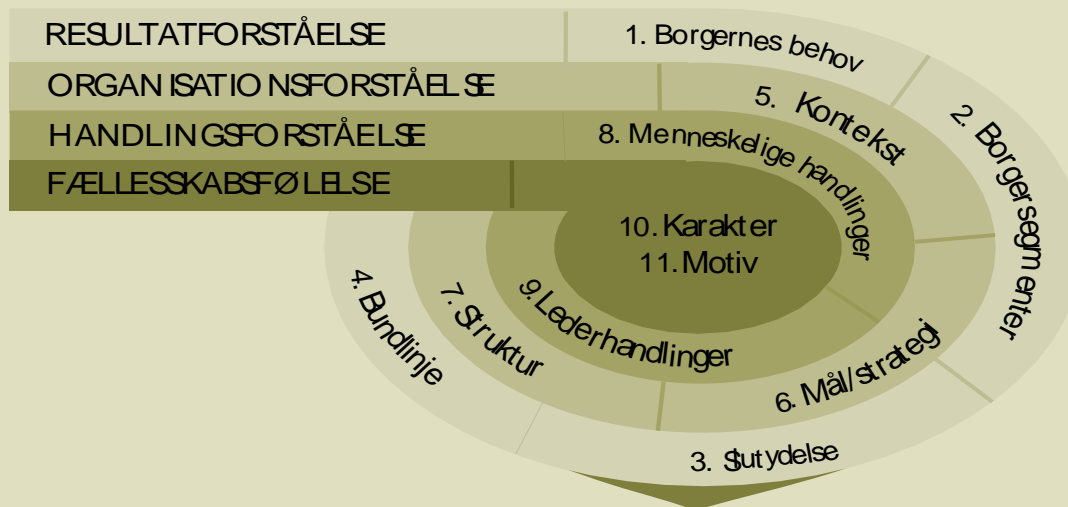 RESULTATFORSTÅELSE
ORGANISATIONSFORSTÅELSE
HANDLINGSFORSTÅELSE
FÆLLESSKABSFØLELSE
1. Borgernes behov
2. Borgersegmenter
3. Slutydelse
4. Bundlinje
5. Kontekst
6. Mål/strategi
7. Struktur
8. Menneskelige handlinger
9. Lederhandlinger
10. Karakter
11. Motiv